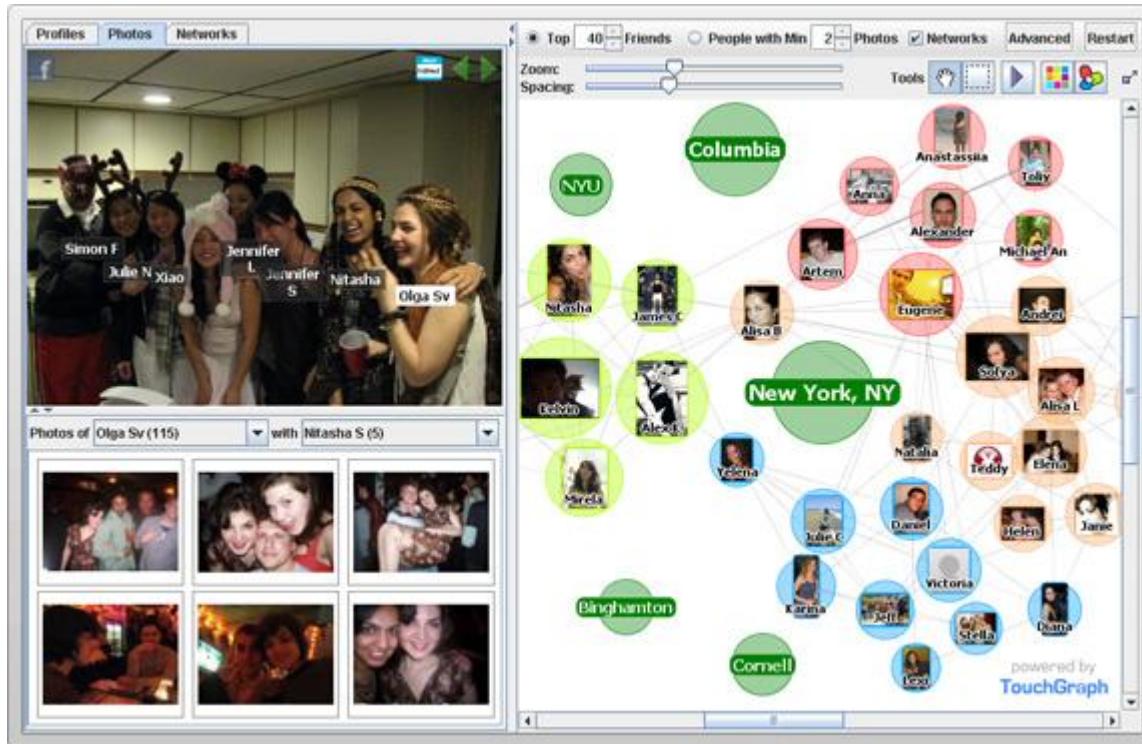 Profiles Photos Networks
Top 40 Friends People with Min 2 Photos Networks Advanced Restart
Zoom:
Spacing:
Tools
f
Simon F
Julie N
Xiao
Jennifer
L
Jennifer
S
Nitasha
Olga Sv
Photos of Olga Sv (115) with Nitasha S (5)
Columbia
NYU
Anastassiia
Toliy
Anna
Alexander
Michael An
Artem
Nitasha
James C
Alisa B
Eugene
Andrei
Sofya
Kelvin
New York, NY
Alisa L
Alex K
Natalia
Yelena
Teddy
Elena
Mirela
Daniel
Julie C
Helen
Janie
Victoria
Karina
Binghamton
Jeff
Diana
Stella
Cornell
Lexi
powered by
TouchGraph